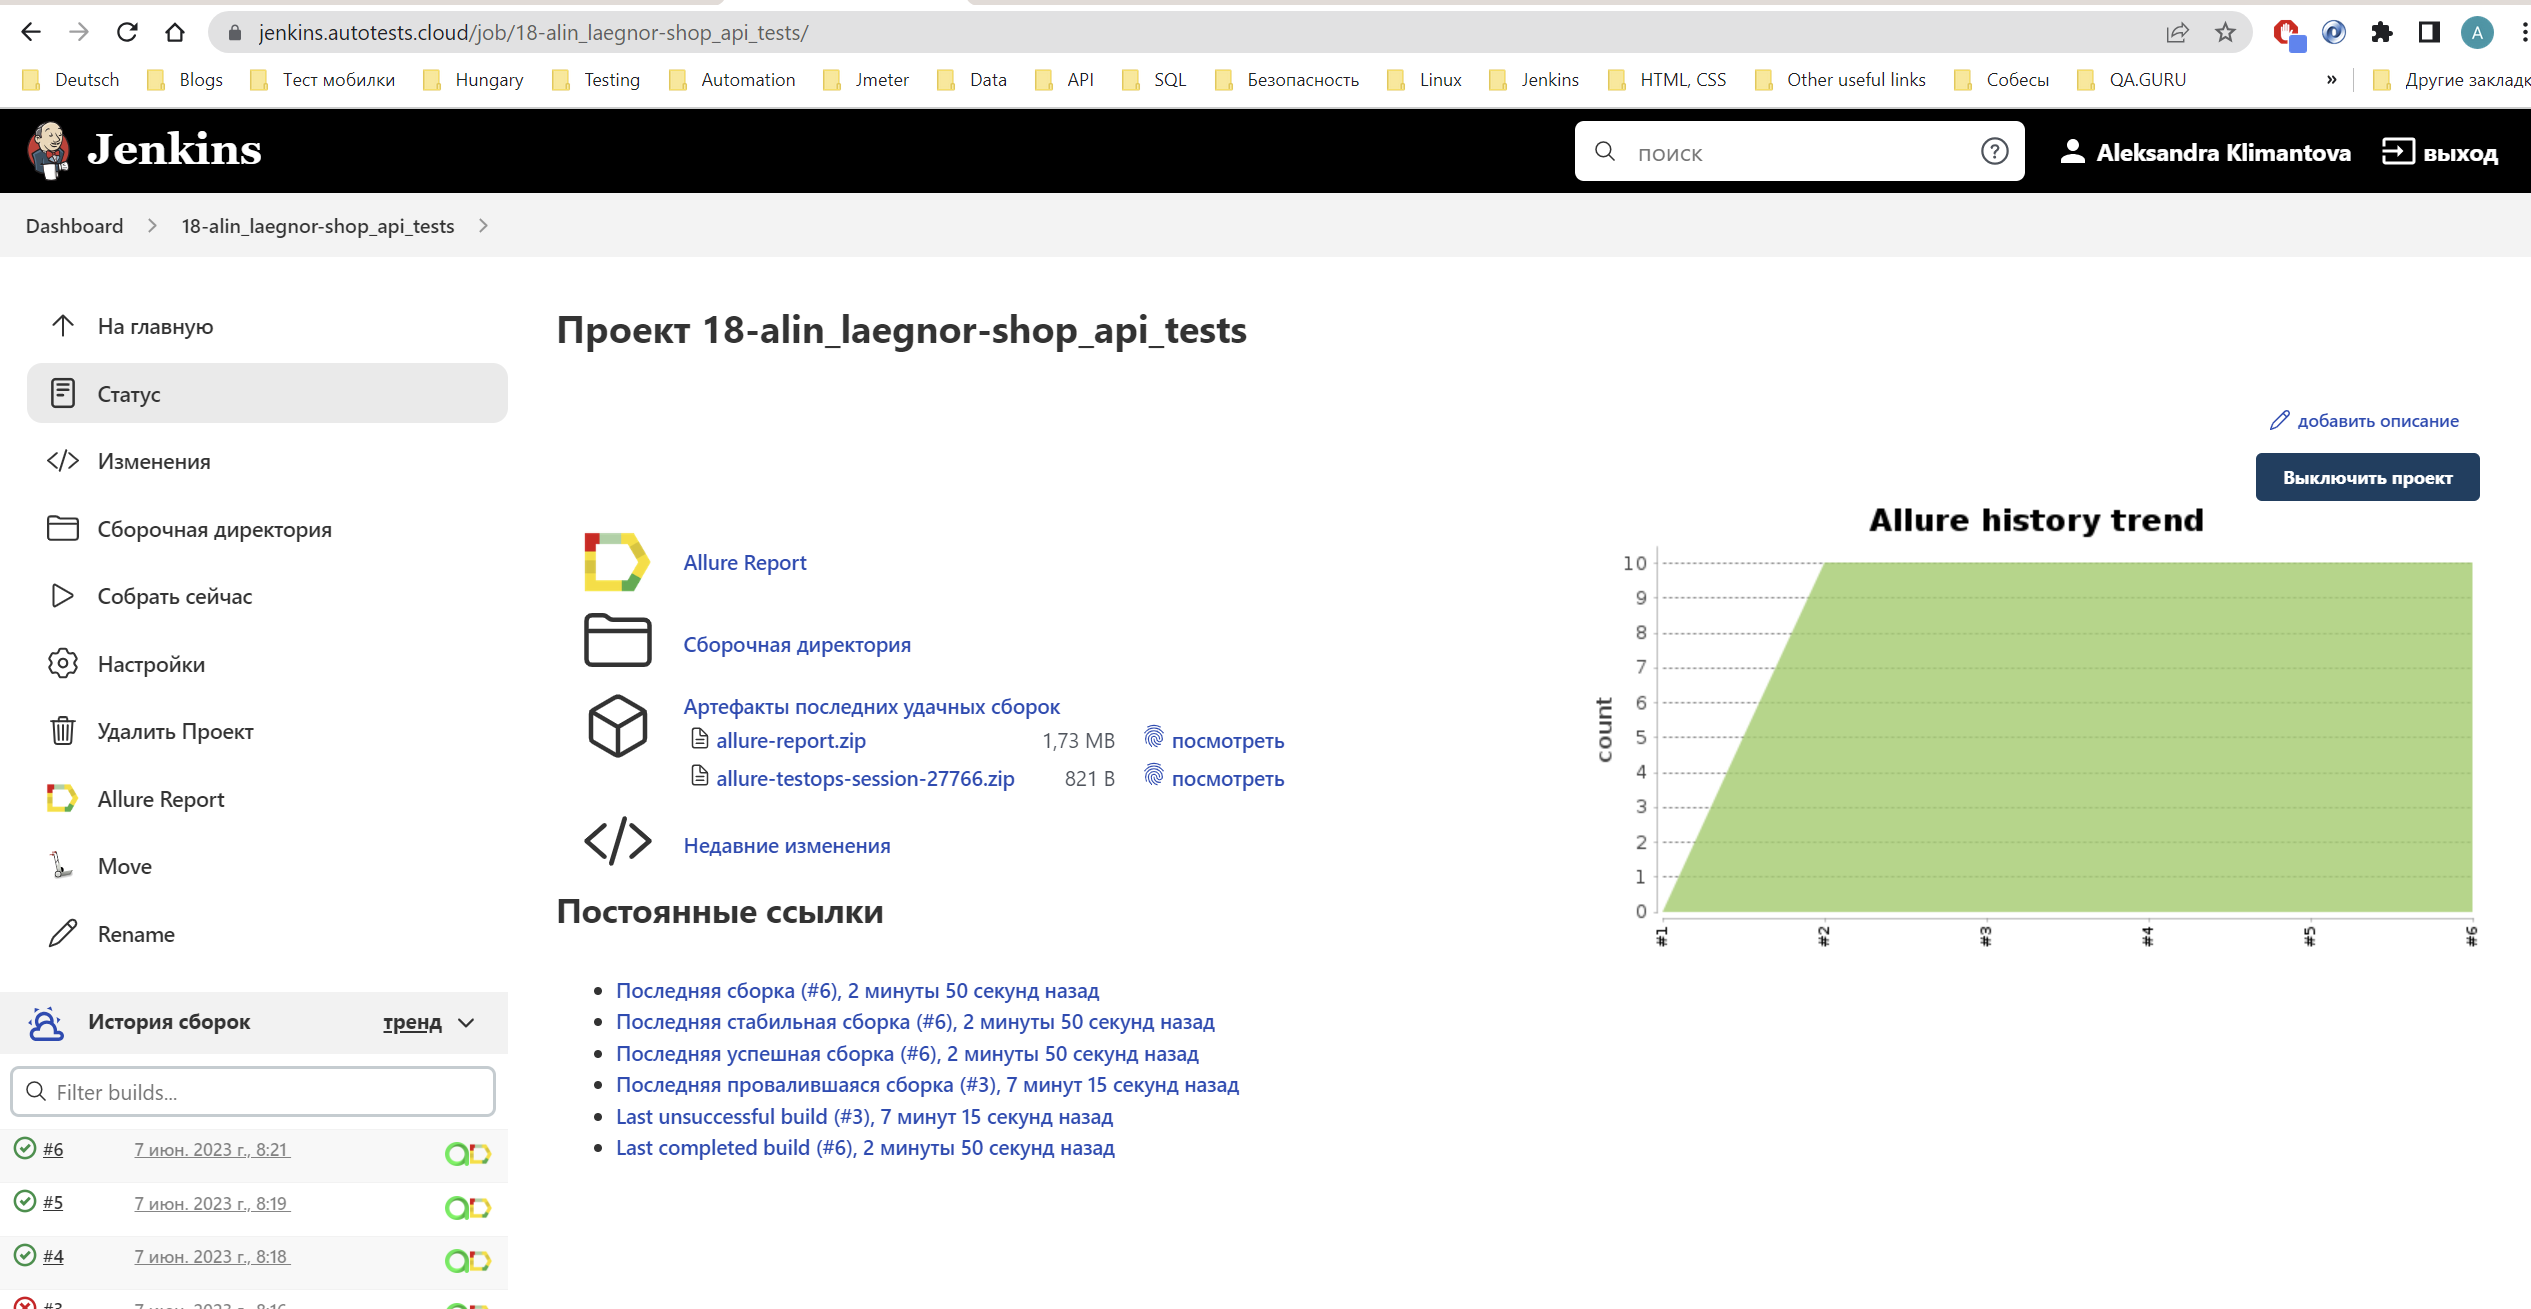 jenkins.autotests.cloud/job/18-alin_laegnor-shop_api_tests/
A
Deutsch Blogs Тест мобилки Hungary Testing Automation Jmeter Data API SQL Безопасность Linux Jenkins HTML, CSS Other useful links Собесы QA.GURU » Другие закладк
Jenkins
поиск
Aleksandra Klimantova
выход
Dashboard
18-alin_laegnor-shop_api_tests
На главную
Статус
Изменения
Сборочная директория
Собрать сейчас
Настройки
Удалить Проект
Allure Report
Move
Rename
История сборок
тренд
Filter builds...
#6 7 июн. 2023 г., 8:21
#5 7 июн. 2023 г., 8:19
#4 7 июн. 2023 г., 8:18
#3 7 июн. 2023 г., 8:16
Проект 18-alin_laegnor-shop_api_tests
добавить описание
Выключить проект
Allure Report
Сборочная директория
Артефакты последних удачных сборок
allure-report.zip 1,73 MB посмотреть
allure-testops-session-27766.zip 821 B посмотреть
Недавние изменения
Постоянные ссылки
Последняя сборка (#6), 2 минуты 50 секунд назад
Последняя стабильная сборка (#6), 2 минуты 50 секунд назад
Последняя успешная сборка (#6), 2 минуты 50 секунд назад
Последняя провалившаяся сборка (#3), 7 минут 15 секунд назад
Last unsuccessful build (#3), 7 минут 15 секунд назад
Last completed build (#6), 2 минуты 50 секунд назад
Allure history trend
count
10
9
8
7
6
5
4
3
2
1
0
#1 #2 #3 #4 #5 #6